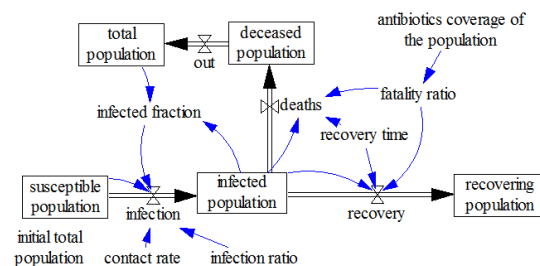 antibiotics coverage of
the population
total
population
deceased
population
out
infected fraction
deaths
fatality ratio
recovery time
susceptible
population
infected
population
recovering
population
infection
recovery
initial total
population
contact rate
infection ratio